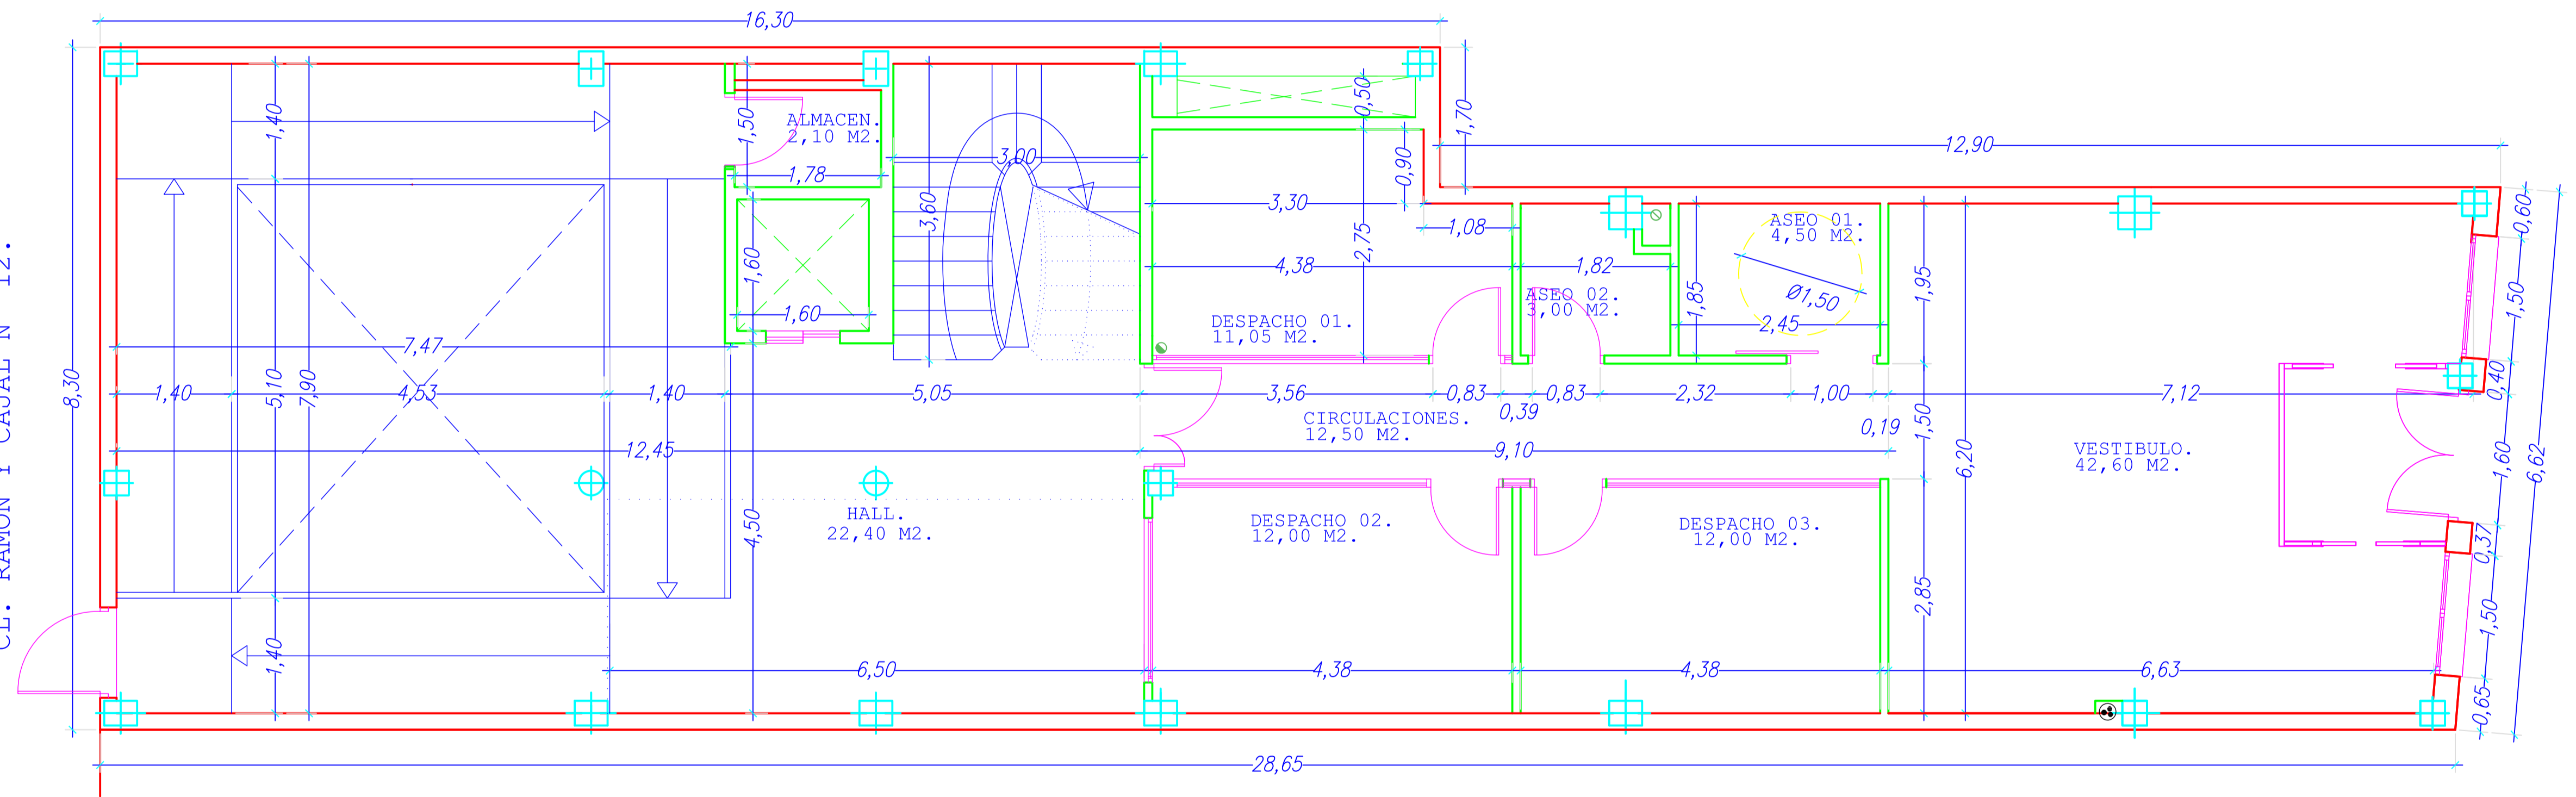 16,30
CL. RAMON Y CAJAL N 12.
8,30
1,40
5,10
7,90
1,40
7,47
1,40
4,53
1,40
5,05
12,45
6,50
ALMACEN.
2,10 M2.
1,50
1,78
1,60
1,60
4,50
3,00
3,60
HALL.
22,40 M2.
0,50
0,90
1,70
3,30
1,08
2,75
4,38
DESPACHO 01.
11,05 M2.
1,82
ASEO 02.
3,00 M2.
1,85
ASEO 01.
4,50 M2.
Ø1,50
2,45
3,56
0,83
0,39
0,83
2,32
1,00
0,19
CIRCULACIONES.
12,50 M2.
9,10
DESPACHO 02.
12,00 M2.
DESPACHO 03.
12,00 M2.
4,38
4,38
12,90
1,95
1,50
2,85
6,20
7,12
VESTIBULO.
42,60 M2.
6,63
0,60
1,50
0,40
1,60
0,37
1,50
0,65
6,62
28,65